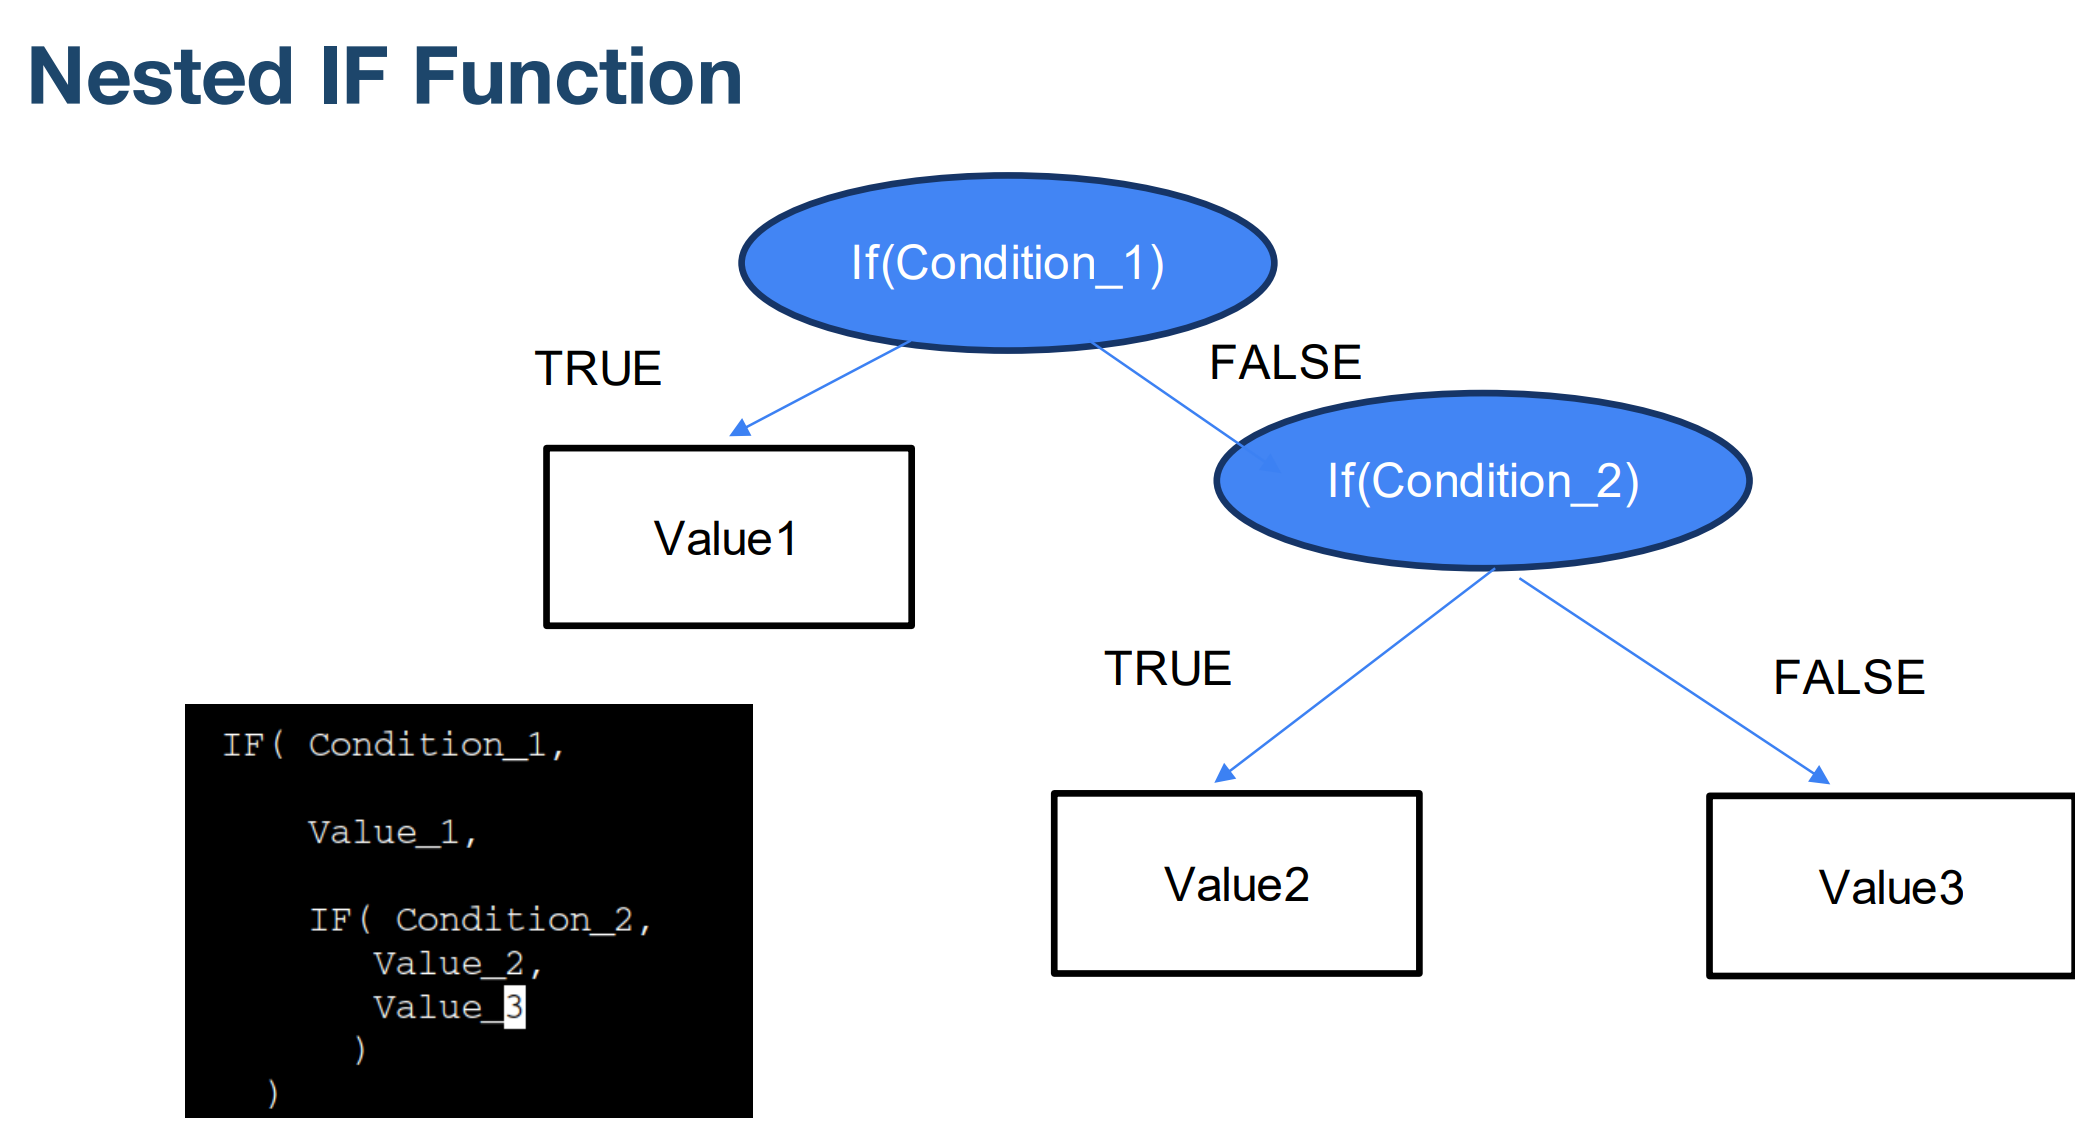 Nested IF Function
If(Condition_1)
TRUE
FALSE
If(Condition_2)
Value1
TRUE
FALSE
Value2
Value3
IF( Condition_1,
Value_1,
IF( Condition_2,
Value_2,
Value_3
)
)